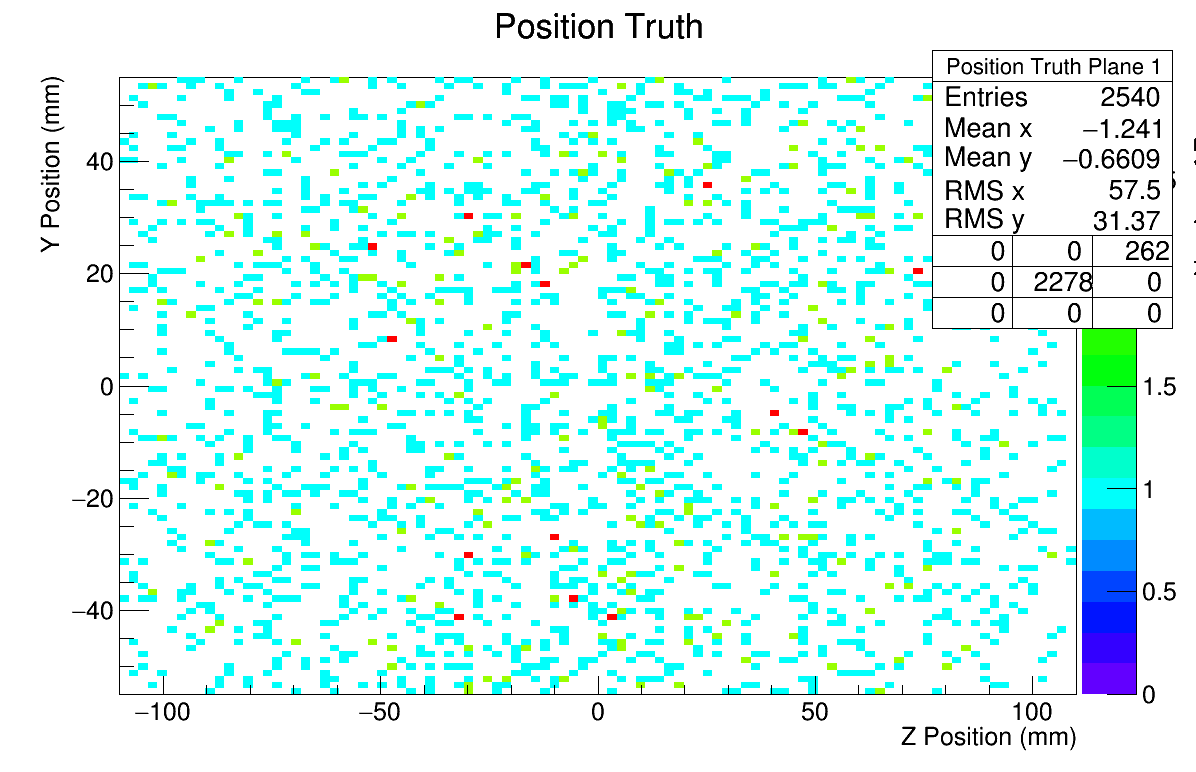 Position Truth
Position Truth Plane 1
Entries 2540
Mean x −1.241
Mean y −0.6609
RMS x 57.5
RMS y 31.37
0 0 262
0 2278 0
0 0 0
Y Position (mm)
40
20
0
−20
−40
1.5
1
0.5
0
−100 −50 0 50 100
Z Position (mm)